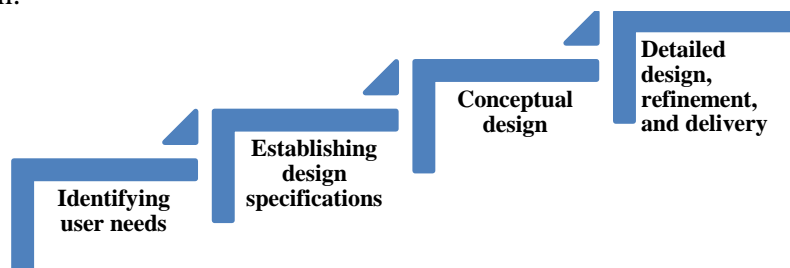 Identifying
user needs
Establishing
design
specifications
Conceptual
design
Detailed
design,
refinement,
and delivery